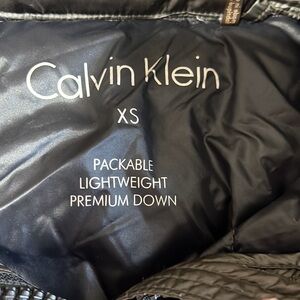 Calvin Klein
XS
PACKABLE
LIGHTWEIGHT
PREMIUM DOWN